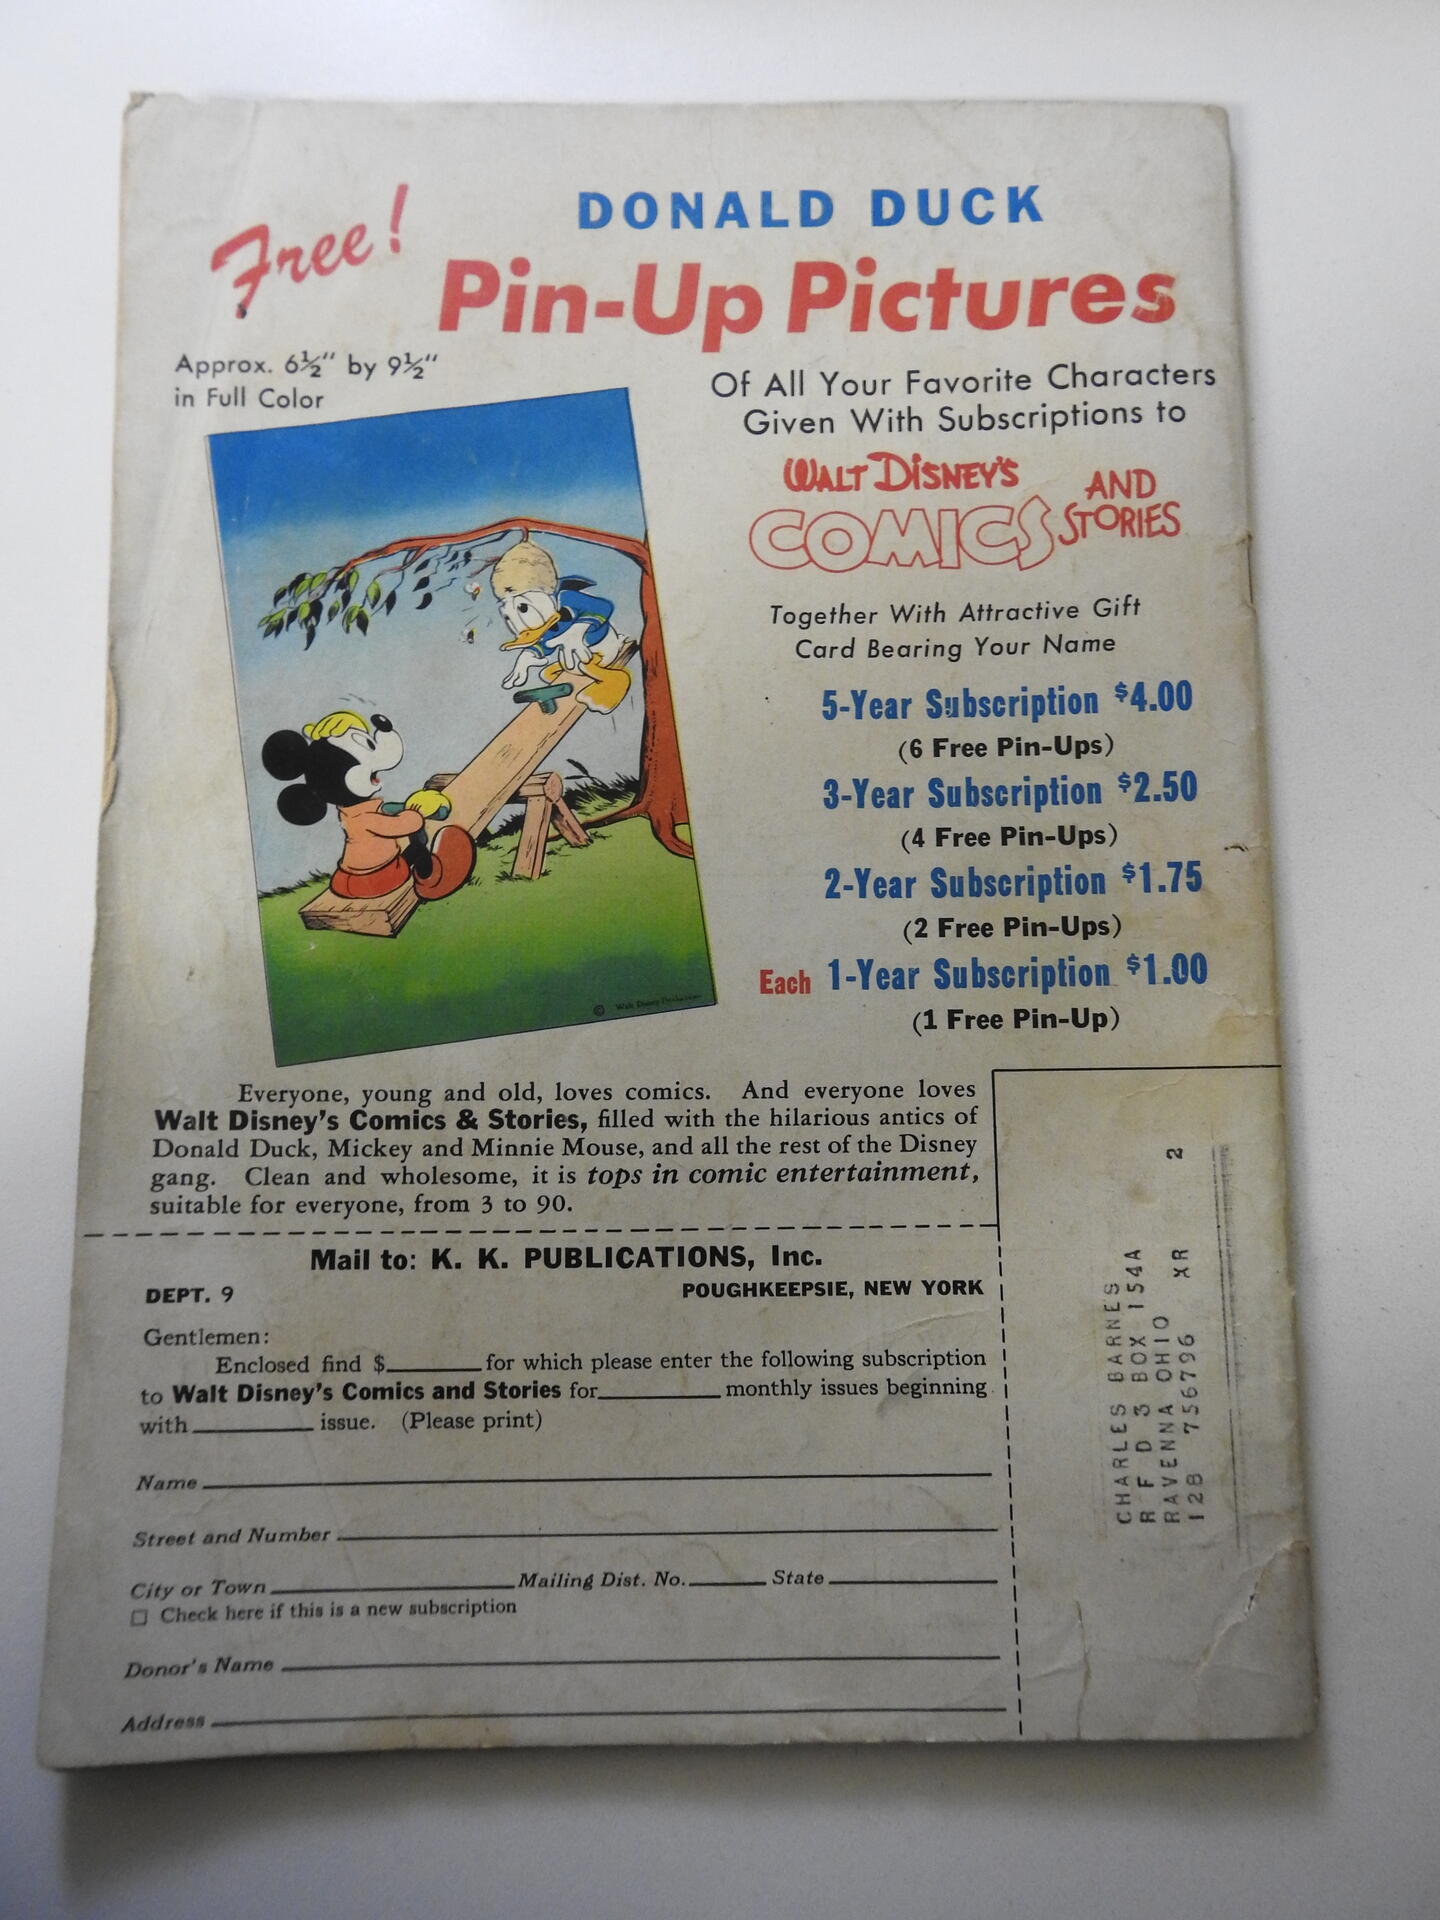 Free!
DONALD DUCK
Pin-Up Pictures
Approx. 6½" by 9½"
in Full Color
Of All Your Favorite Characters
Given With Subscriptions to
WALT DISNEY'S
COMICS AND STORIES
Together With Attractive Gift
Card Bearing Your Name
5-Year Subscription $4.00
(6 Free Pin-Ups)
3-Year Subscription $2.50
(4 Free Pin-Ups)
2-Year Subscription $1.75
(2 Free Pin-Ups)
Each 1-Year Subscription $1.00
(1 Free Pin-Up)
© Walt Disney Productions
Everyone, young and old, loves comics. And everyone loves
Walt Disney's Comics & Stories, filled with the hilarious antics of
Donald Duck, Mickey and Minnie Mouse, and all the rest of the Disney
gang. Clean and wholesome, it is tops in comic entertainment,
suitable for everyone, from 3 to 90.
Mail to: K. K. PUBLICATIONS, Inc.
DEPT. 9 POUGHKEEPSIE, NEW YORK
Gentlemen:
Enclosed find $ for which please enter the following subscription
to Walt Disney's Comics and Stories for monthly issues beginning
with issue. (Please print)
Name
Street and Number
City or Town Mailing Dist. No. State
Check here if this is a new subscription
Donor's Name
Address
CHARLES BARNES
R F D 3 BOX 154A
RAVENNA OHIO 2
12B 756796 XR